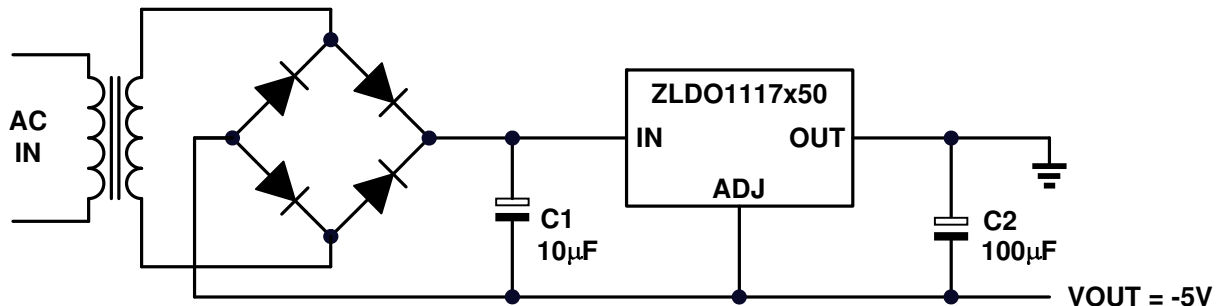 AC
IN
ZLDO1117x50
IN
OUT
ADJ
C1
10µF
C2
100µF
VOUT = -5V